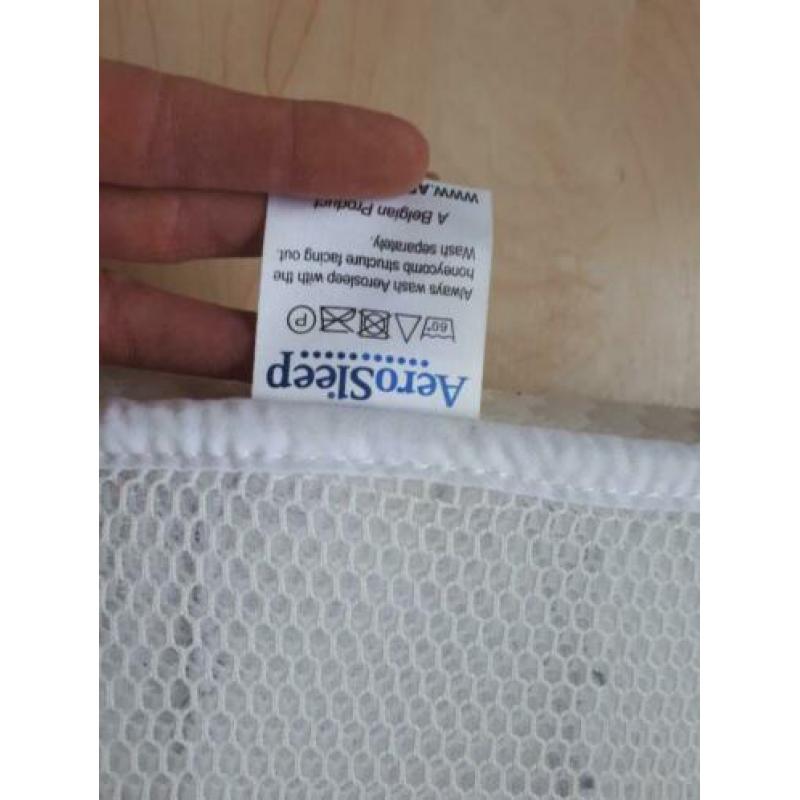 AeroSleep
60°
P
Always wash Aerosleep with the
honeycomb structure facing out.
Wash separately.
A Belgian Product